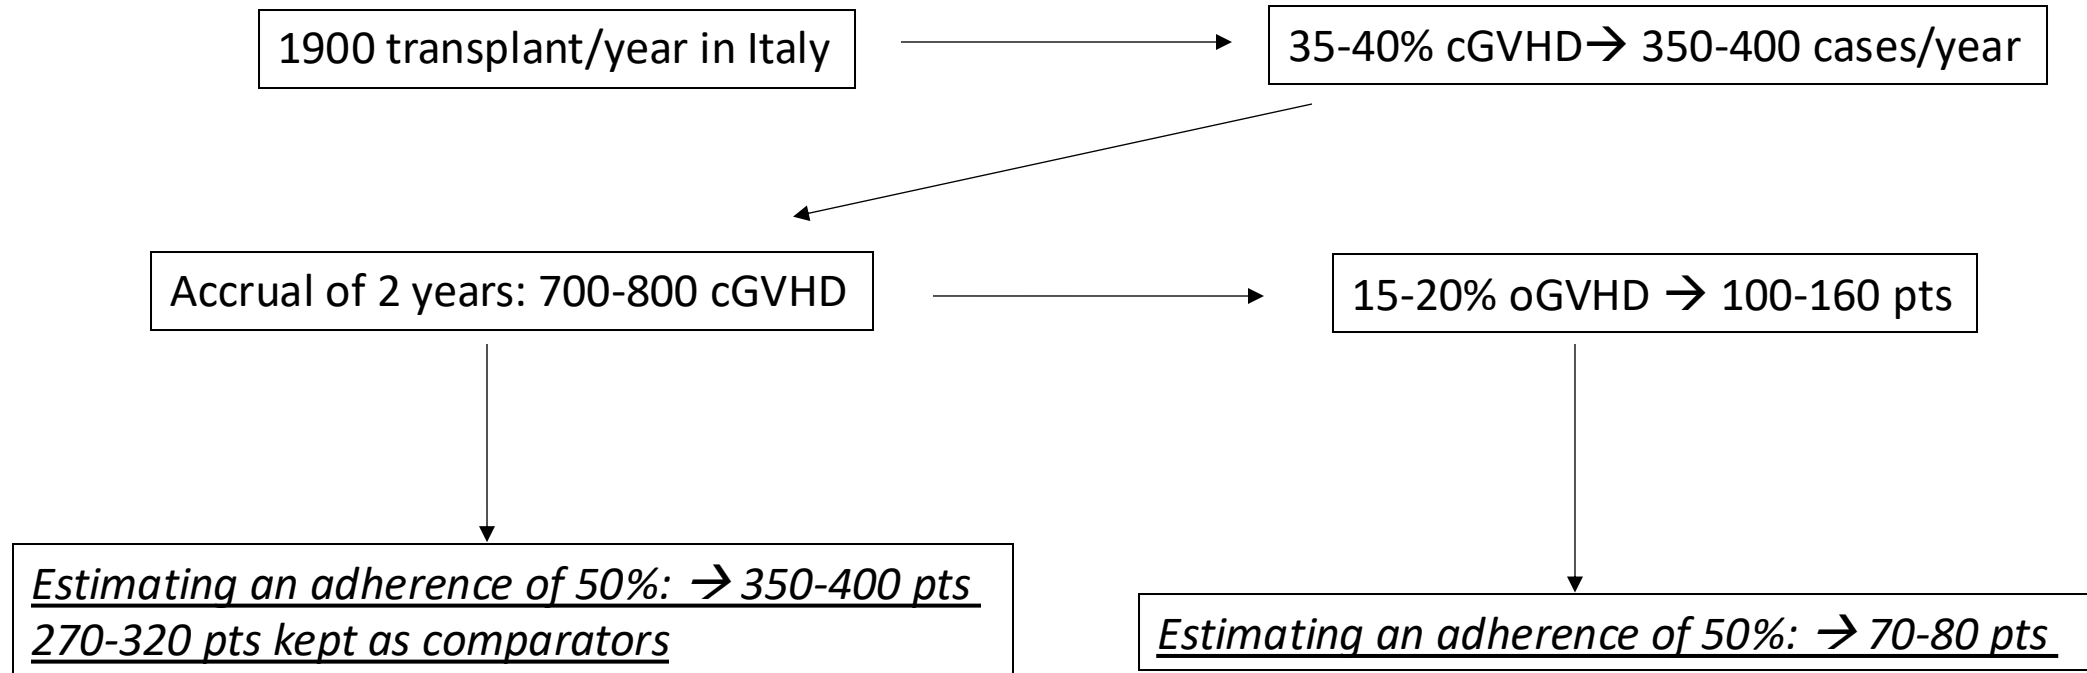 1900 transplant/year in Italy
35-40% cGVHD→ 350-400 cases/year
Accrual of 2 years: 700-800 cGVHD
15-20% oGVHD → 100-160 pts
Estimating an adherence of 50%: → 350-400 pts
270-320 pts kept as comparators
Estimating an adherence of 50%: → 70-80 pts